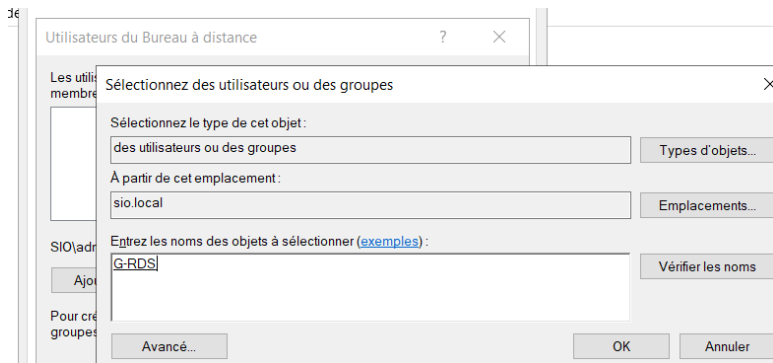 dé
Utilisateurs du Bureau à distance
?
Les utilis
membre
Sélectionnez des utilisateurs ou des groupes
Sélectionnez le type de cet objet :
des utilisateurs ou des groupes
Types d'objets...
À partir de cet emplacement :
sio.local
Emplacements...
SIO\adr
Entrez les noms des objets à sélectionner (exemples) :
G-RDS
Vérifier les noms
Ajou
Pour cré
groupes
Avancé...
OK
Annuler